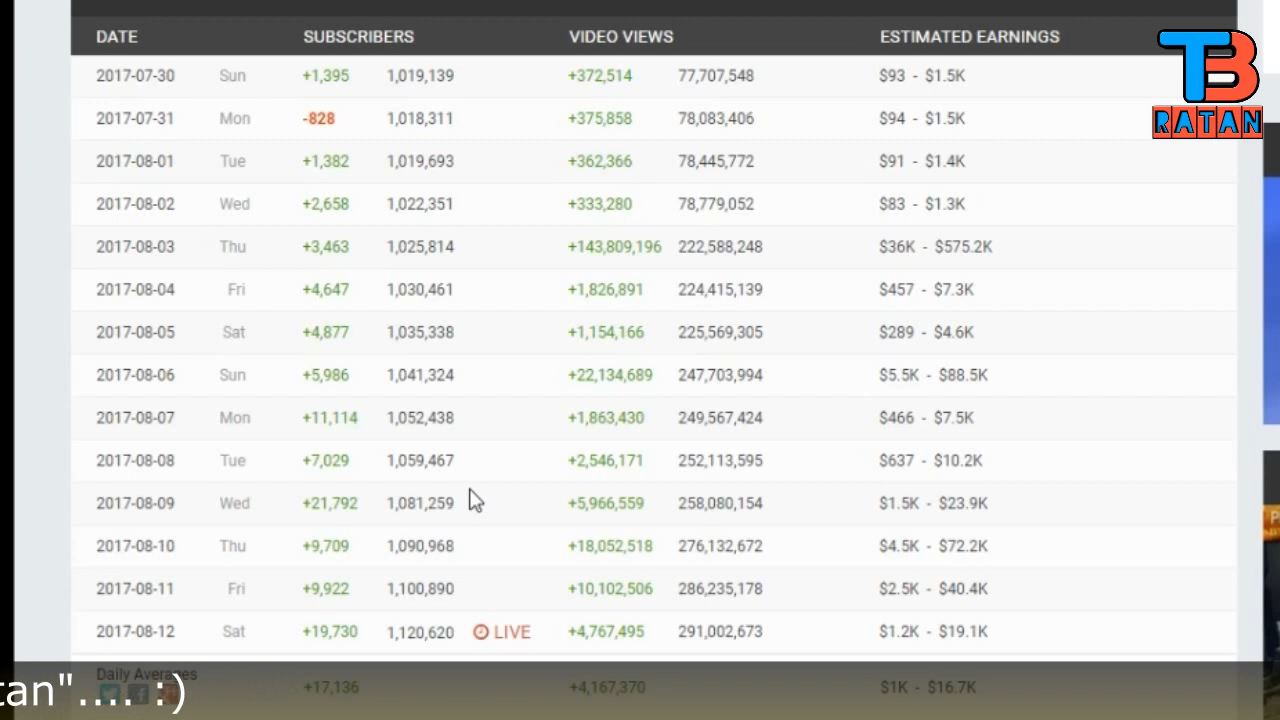 DATE SUBSCRIBERS VIDEO VIEWS ESTIMATED EARNINGS
2017-07-30 Sun +1,395 1,019,139 +372,514 77,707,548 $93 - $1.5K
2017-07-31 Mon -828 1,018,311 +375,858 78,083,406 $94 - $1.5K
2017-08-01 Tue +1,382 1,019,693 +362,366 78,445,772 $91 - $1.4K
2017-08-02 Wed +2,658 1,022,351 +333,280 78,779,052 $83 - $1.3K
2017-08-03 Thu +3,463 1,025,814 +143,809,196 222,588,248 $36K - $575.2K
2017-08-04 Fri +4,647 1,030,461 +1,826,891 224,415,139 $457 - $7.3K
2017-08-05 Sat +4,877 1,035,338 +1,154,166 225,569,305 $289 - $4.6K
2017-08-06 Sun +5,986 1,041,324 +22,134,689 247,703,994 $5.5K - $88.5K
2017-08-07 Mon +11,114 1,052,438 +1,863,430 249,567,424 $466 - $7.5K
2017-08-08 Tue +7,029 1,059,467 +2,546,171 252,113,595 $637 - $10.2K
2017-08-09 Wed +21,792 1,081,259 +5,966,559 258,080,154 $1.5K - $23.9K
2017-08-10 Thu +9,709 1,090,968 +18,052,518 276,132,672 $4.5K - $72.2K
2017-08-11 Fri +9,922 1,100,890 +10,102,506 286,235,178 $2.5K - $40.4K
2017-08-12 Sat +19,730 1,120,620 LIVE +4,767,495 291,002,673 $1.2K - $19.1K
Daily Averages +17,136 +4,167,370 $1K - $16.7K
tan".... :)
TB
RATAN